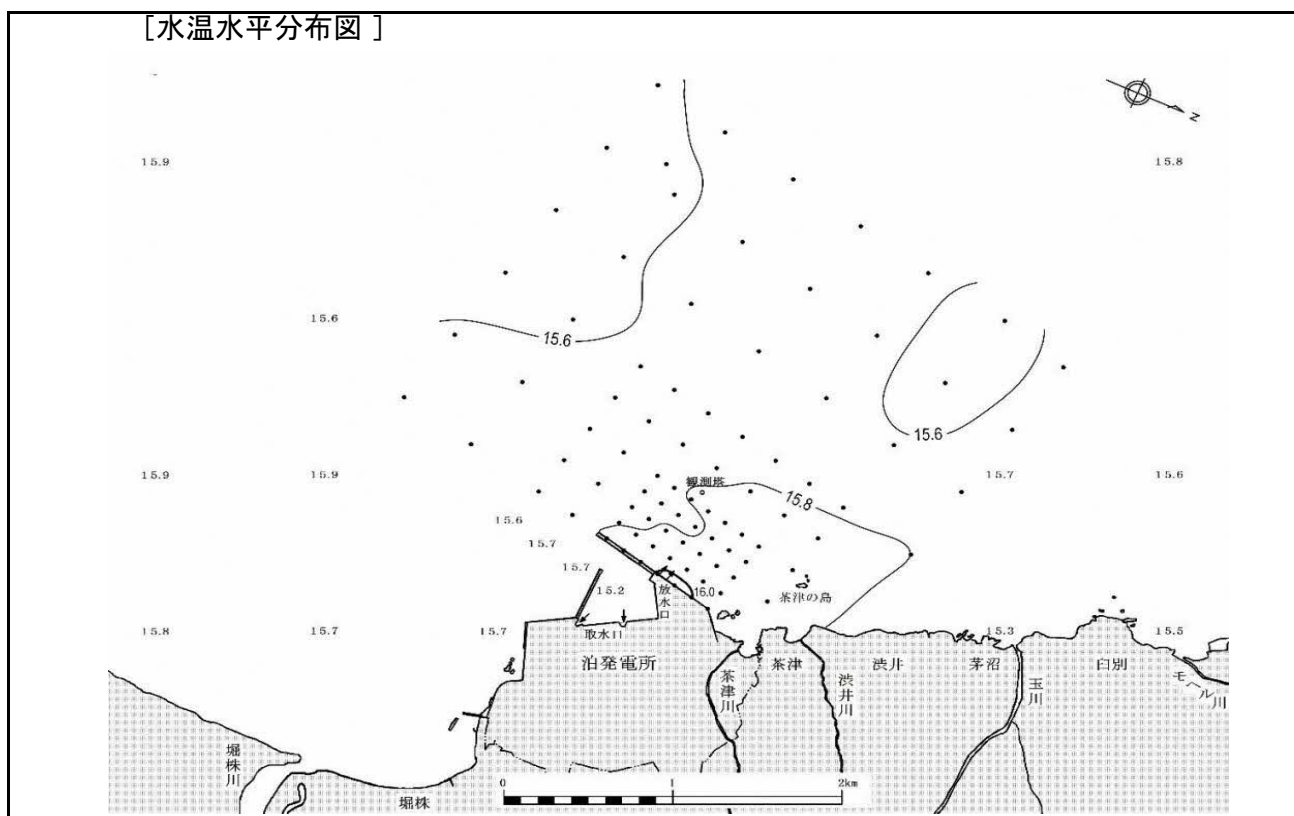 [水温水平分布図 ]
N
15.9
15.8
15.6
15.6
15.6
15.9
15.9
観測塔
15.8
15.7
15.6
15.6
15.7
15.7
15.2
放水口
16.0
茶津の島
15.8
15.7
15.7
取水口
15.3
15.5
泊発電所
茶津川
茶津
渋井川
渋井
茅沼
玉川
臼別
モヘル川
堀株川
堀株
0
1
2km